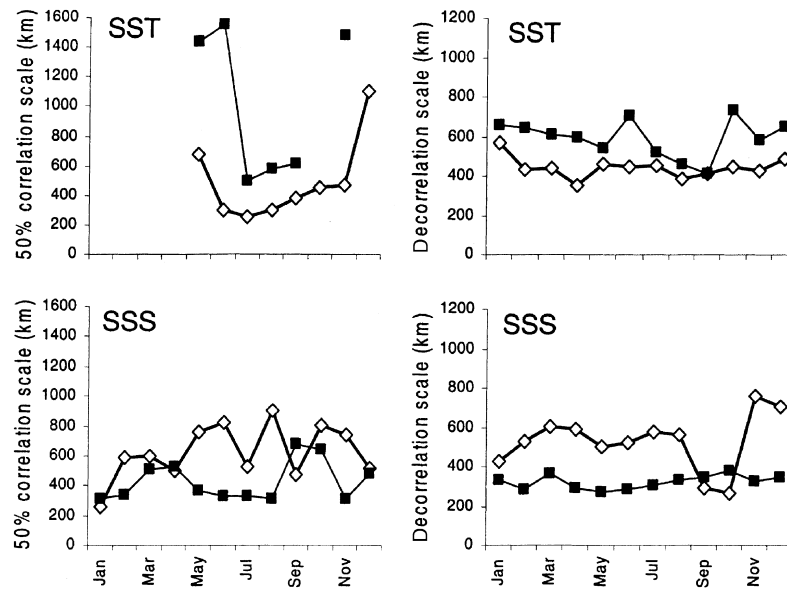 SST
50% correlation scale (km)
1600
1400
1200
1000
800
600
400
200
0
SST
Decorrelation scale (km)
1200
1000
800
600
400
200
0
SSS
50% correlation scale (km)
1600
1400
1200
1000
800
600
400
200
0
Jan
Mar
May
Jul
Sep
Nov
SSS
Decorrelation scale (km)
1200
1000
800
600
400
200
0
Jan
Mar
May
Jul
Sep
Nov